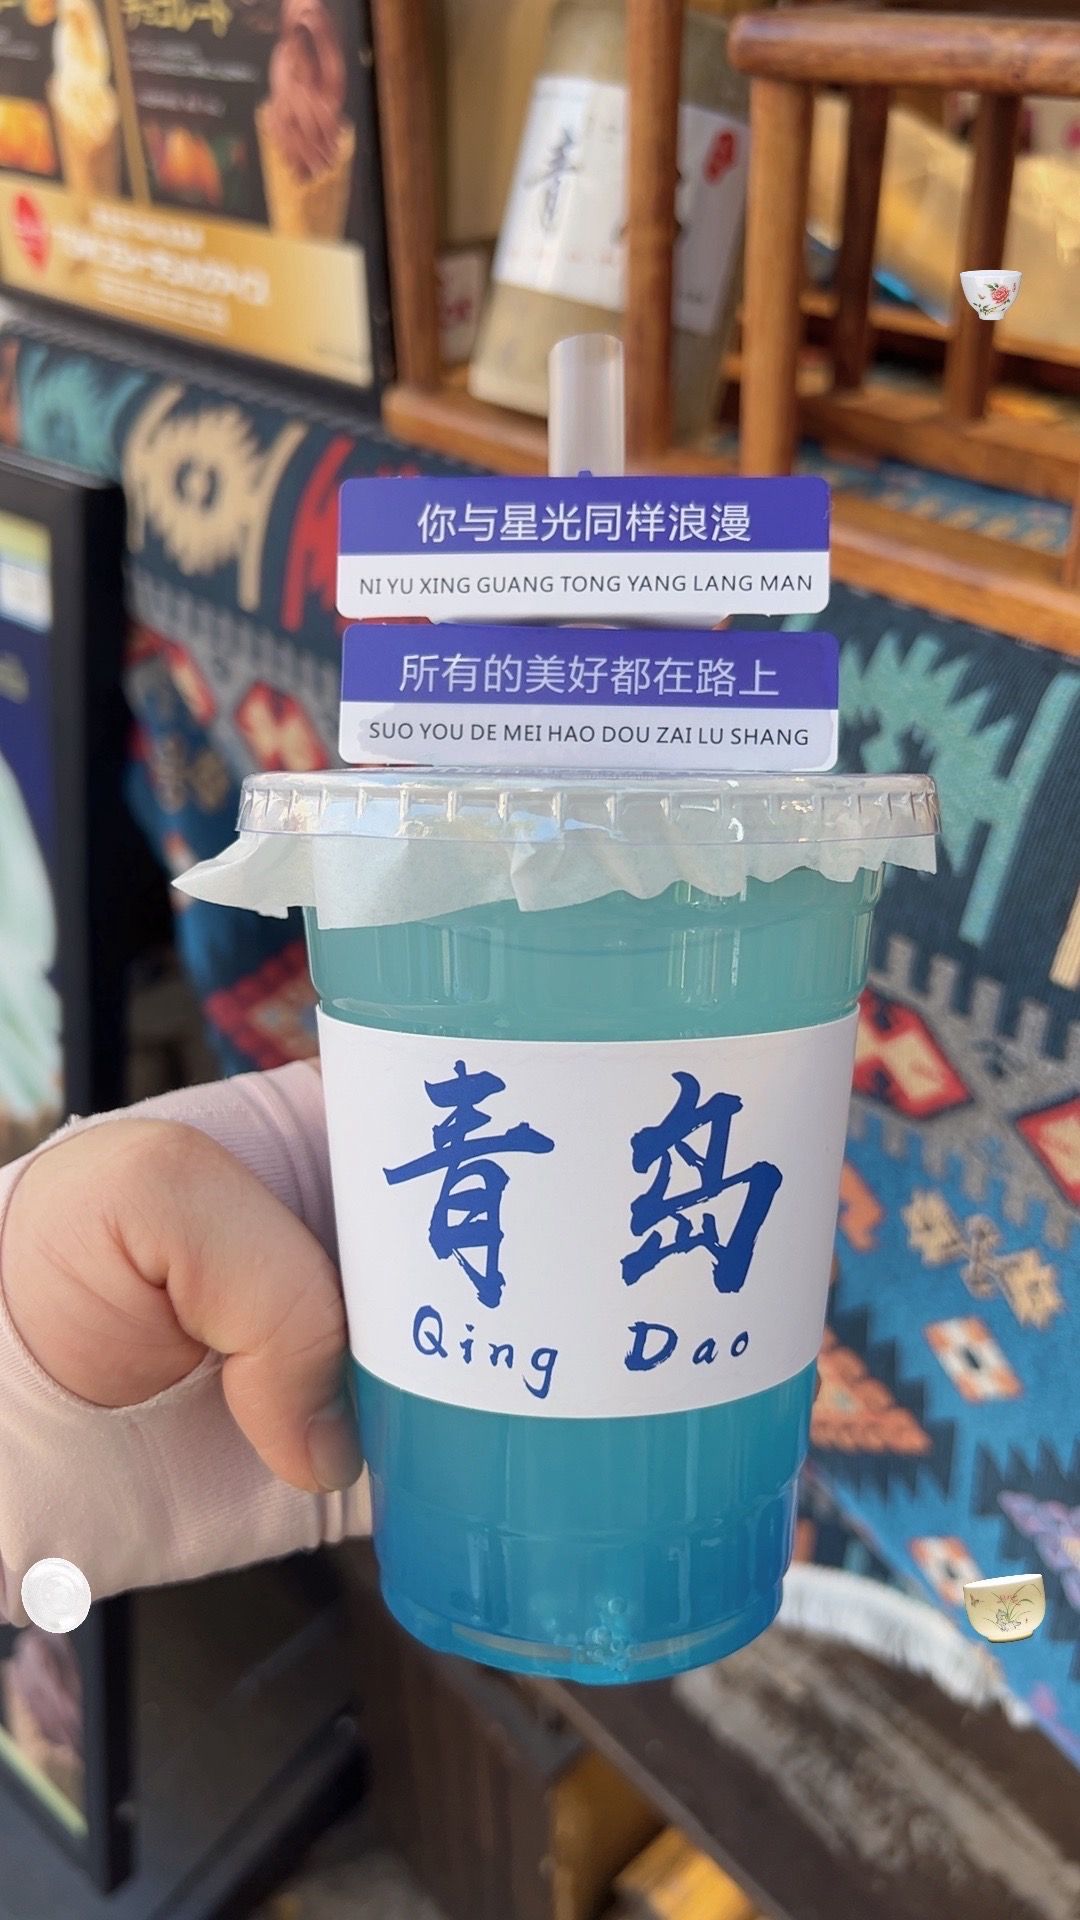 你与星光同样浪漫
NI YU XING GUANG TONG YANG LANG MAN
所有的美好都在路上
SUO YOU DE MEI HAO DOU ZAI LU SHANG
青岛
Qing Dao